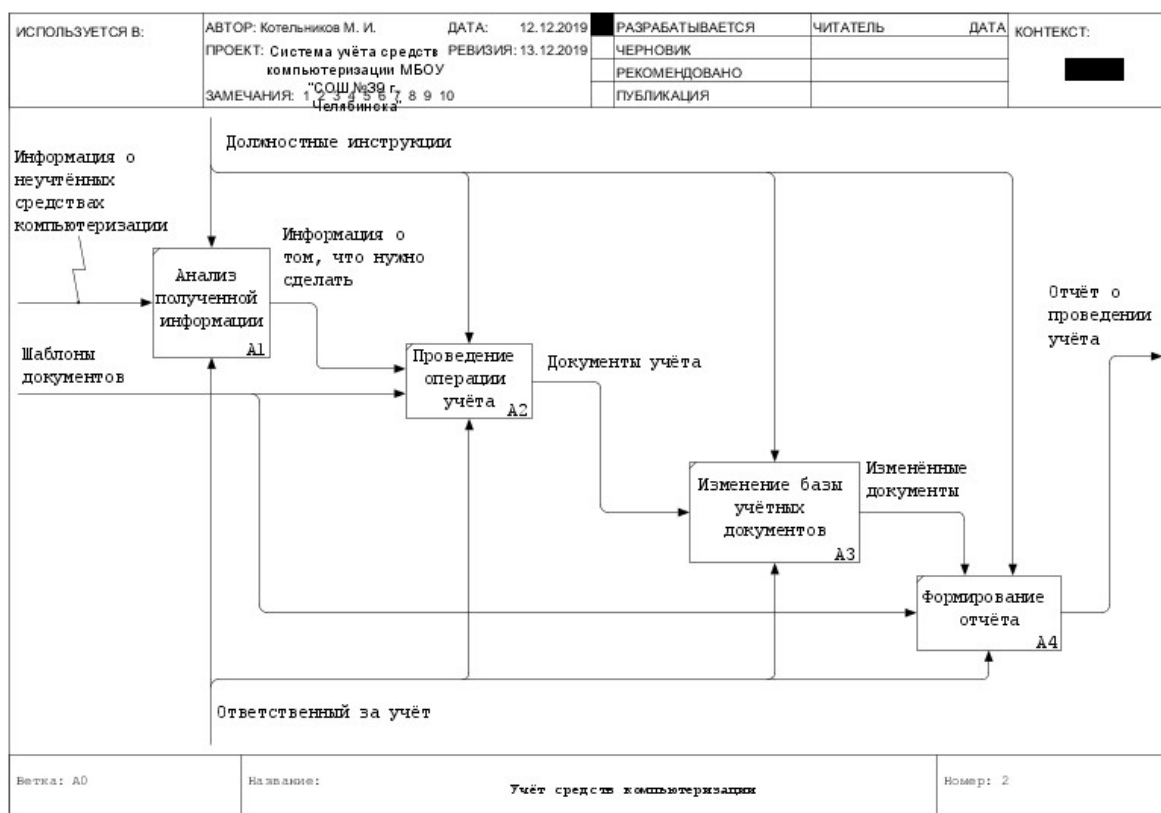 ИСПОЛЬЗУЕТСЯ В:
АВТОР: Котельников М. И.
ДАТА: 12.12.2019
РАЗРАБАТЫВАЕТСЯ
ЧИТАТЕЛЬ
ДАТА
КОНТЕКСТ:
ПРОЕКТ: Система учёта средств
компьютеризации МБОУ
"СОШ №39 г.
Челябинска"
РЕВИЗИЯ: 13.12.2019
ЧЕРНОВИК
РЕКОМЕНДОВАНО
ЗАМЕЧАНИЯ: 1 2 3 4 5 6 7 8 9 10
ПУБЛИКАЦИЯ
Должностные инструкции
Информация о
неучтённых
средствах
компьютеризации
Информация о
том, что нужно
сделать
Анализ
полученной
информации
A1
Отчёт о
проведении
учёта
Шаблоны
документов
Проведение
операции
учёта
A2
Документы учёта
Изменение базы
учётных
документов
A3
Изменённые
документы
Формирование
отчёта
A4
Ответственный за учёт
Ветка: A0
Название:
Учёт средств компьютеризации
Номер: 2